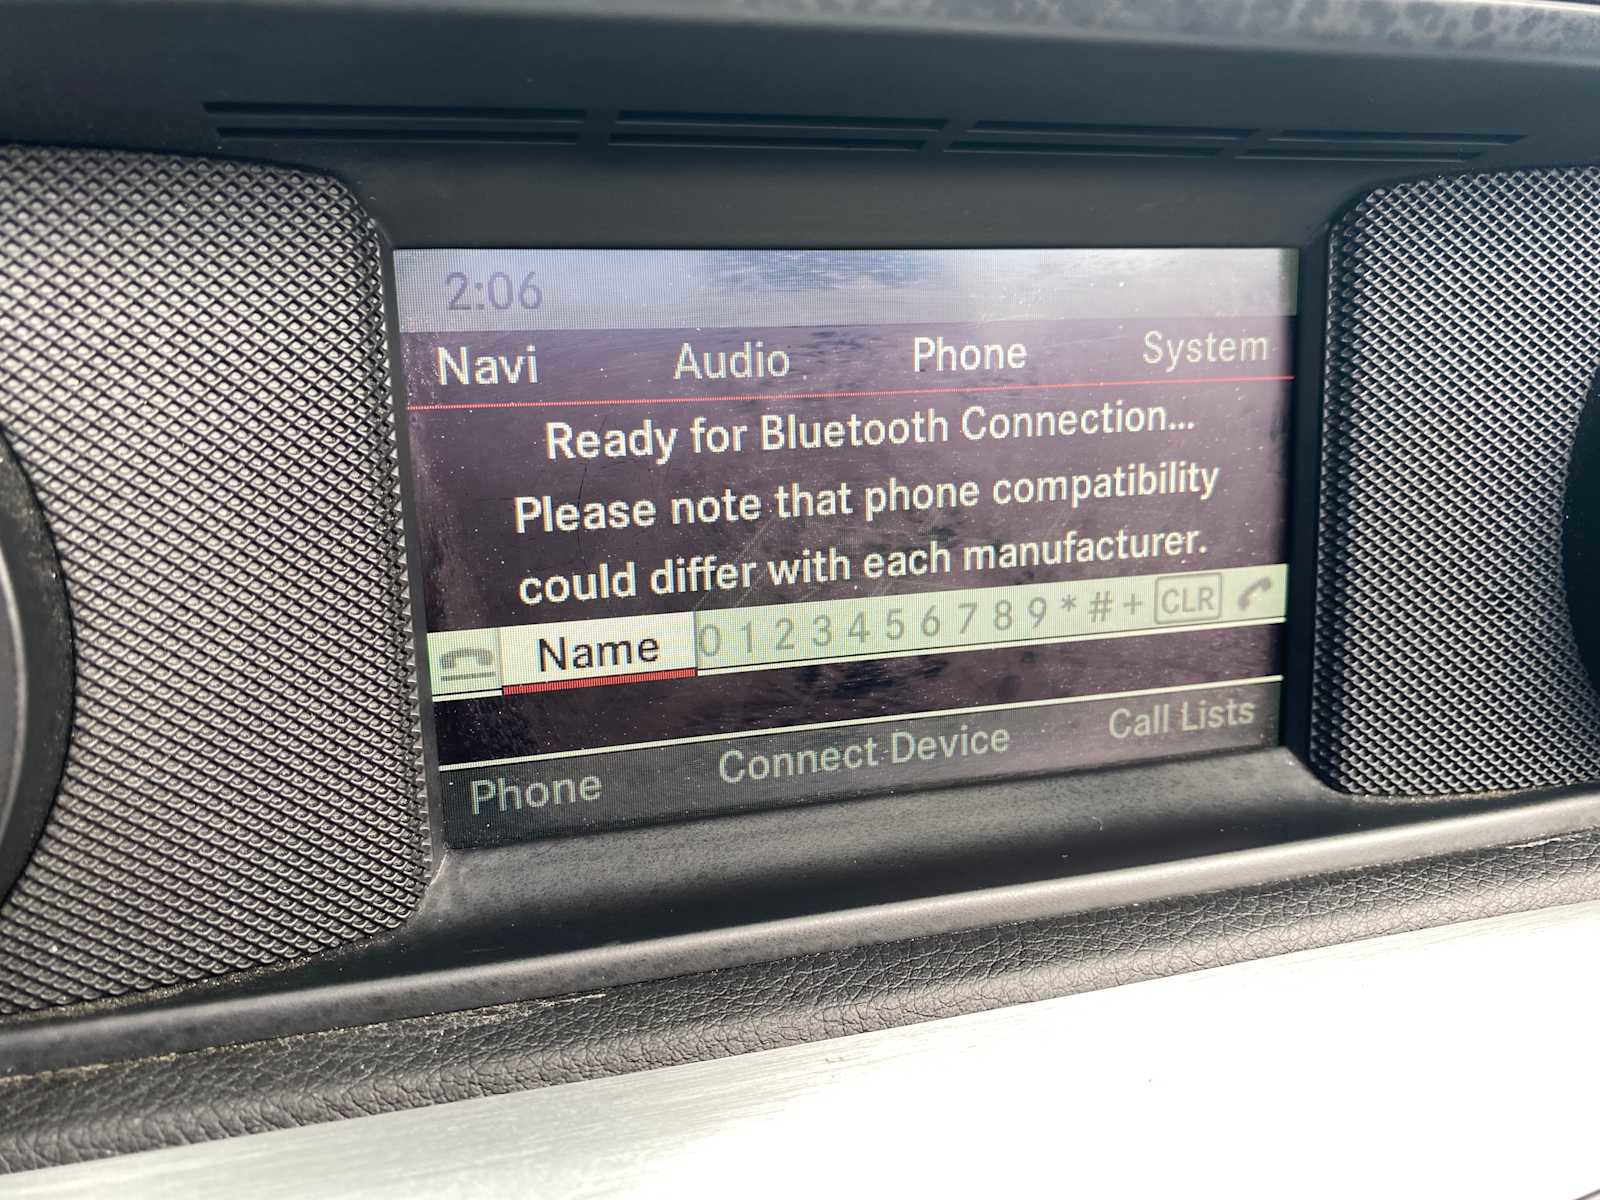 2:06
Navi Audio Phone System
Ready for Bluetooth Connection...
Please note that phone compatibility
could differ with each manufacturer.
Name 0 1 2 3 4 5 6 7 8 9 * # + CLR
Phone Connect Device Call Lists